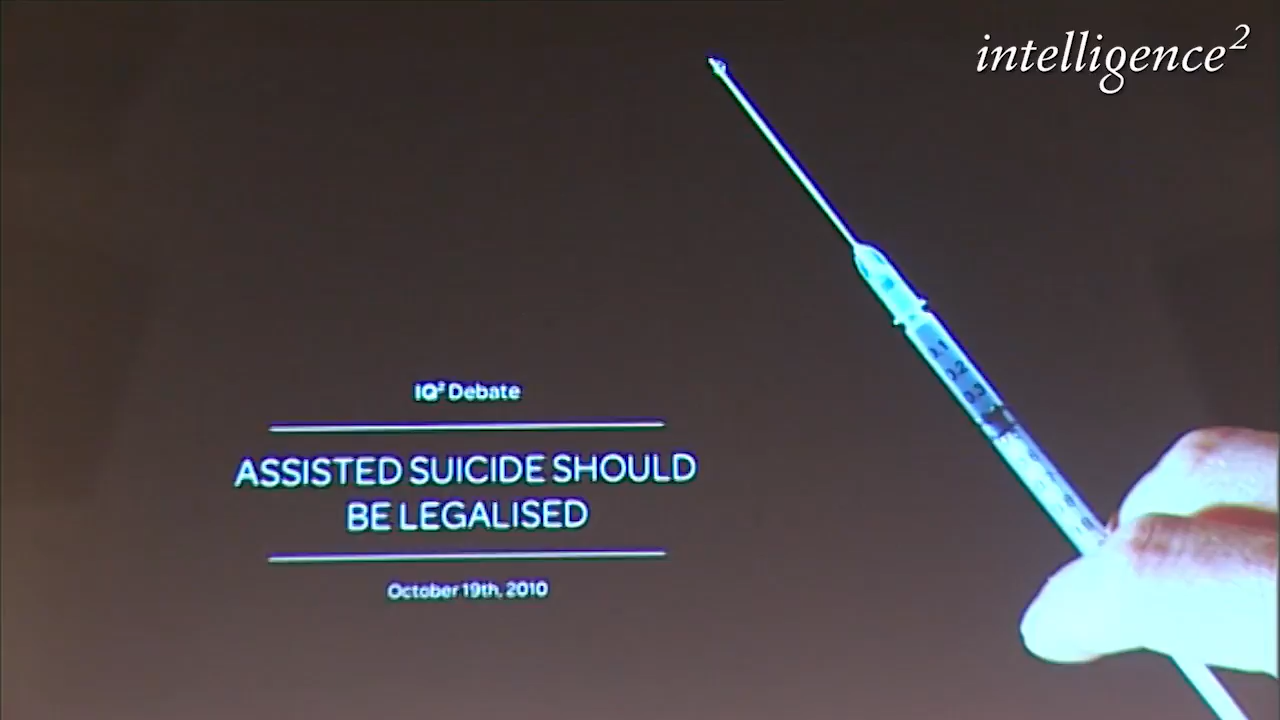 intelligence²
iQ² Debate
ASSISTED SUICIDE SHOULD
BE LEGALISED
October 19th, 2010